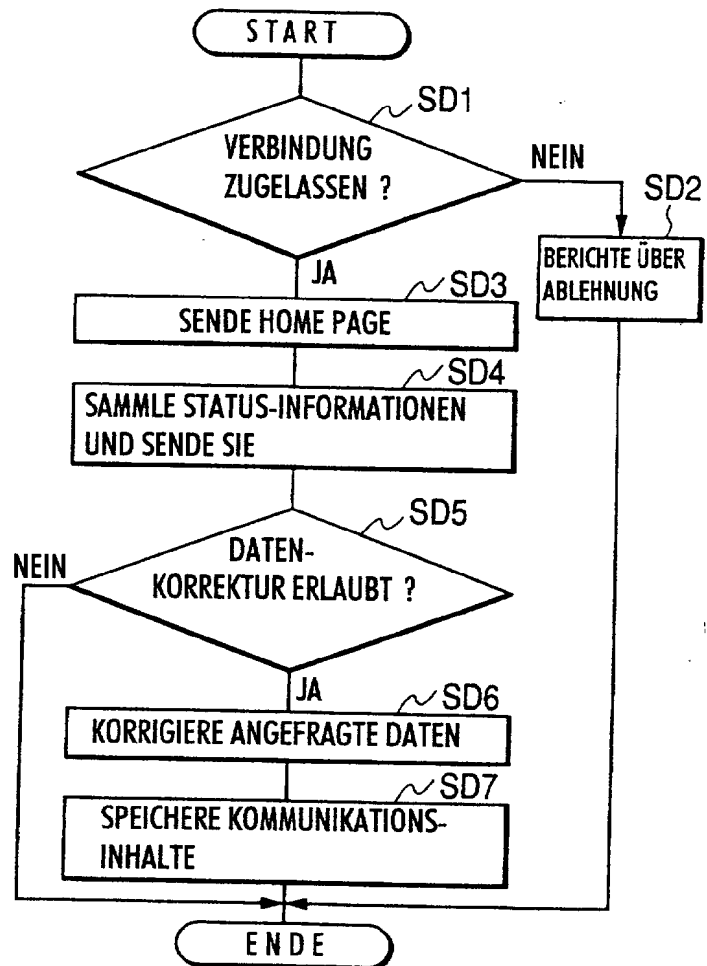 START
SD1
VERBINDUNG
ZUGELASSEN ?
NEIN
SD2
BERICHTE ÜBER
ABLEHNUNG
JA
SD3
SENDE HOME PAGE
SD4
SAMMLE STATUS-INFORMATIONEN
UND SENDE SIE
SD5
DATEN-
KORREKTUR ERLAUBT ?
NEIN
JA
SD6
KORRIGIERE ANGEFRAGTE DATEN
SD7
SPEICHERE KOMMUNIKATIONS-
INHALTE
ENDE